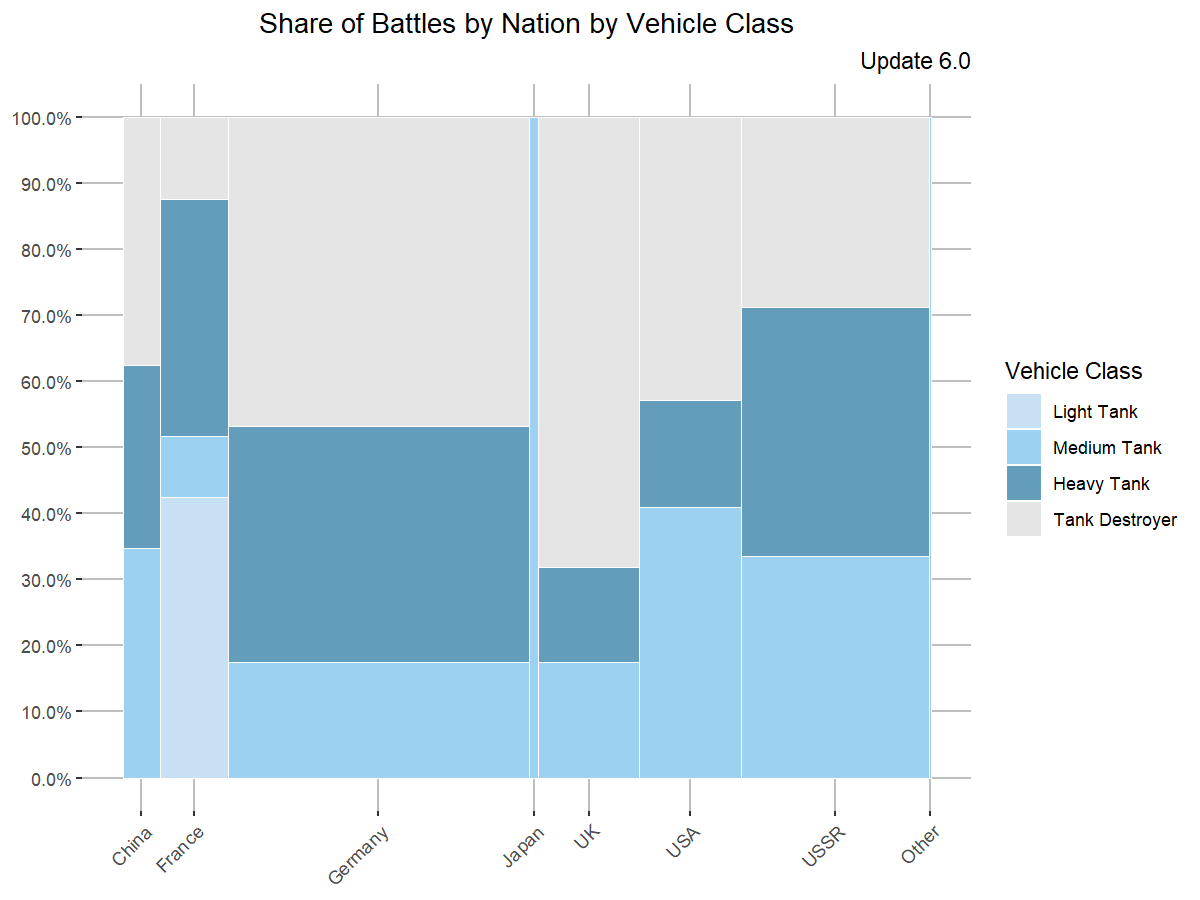 Share of Battles by Nation by Vehicle Class
Update 6.0
100.0%
90.0%
80.0%
70.0%
60.0%
50.0%
40.0%
30.0%
20.0%
10.0%
0.0%
China
France
Germany
Japan
UK
USA
USSR
Other
Vehicle Class
Light Tank
Medium Tank
Heavy Tank
Tank Destroyer